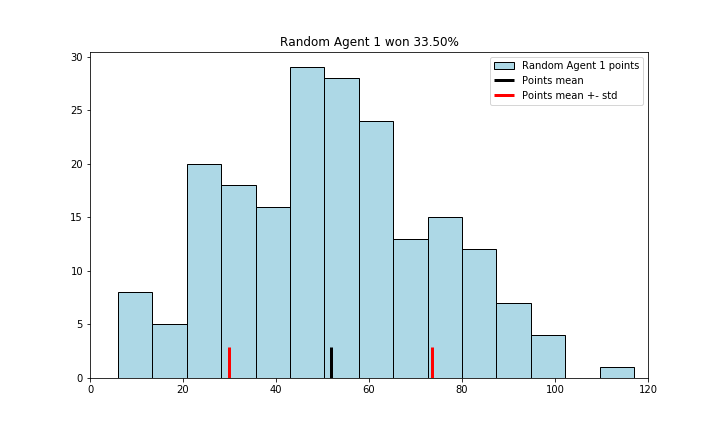 Random Agent 1 won 33.50%
Random Agent 1 points
Points mean
Points mean +- std
30
25
20
15
10
5
0
0 20 40 60 80 100 120